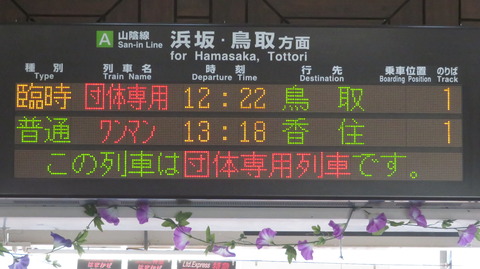 A 山陰線 浜坂・鳥取方面
San-in Line for Hamasaka, Tottori
種別 列車名 時刻 行先 乗車位置 のりば
Type Train Name Departure Time Destination Boarding Position Track
臨時 団体専用 12:22 鳥取 1
普通 ワンマン 13:18 香住 1
この列車は団体専用列車です。
Ltd.Express